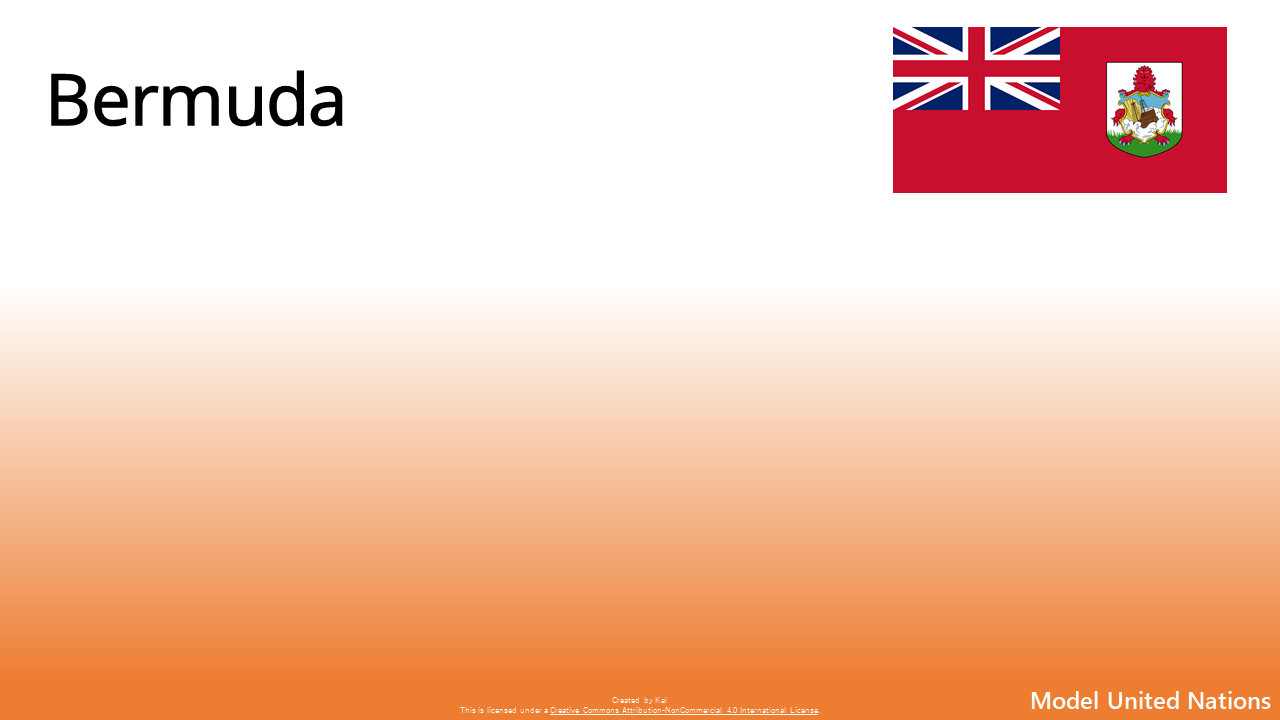 Bermuda
Created by Kai
This is licensed under a Creative Commons Attribution-NonCommercial 4.0 International License.
Model United Nations